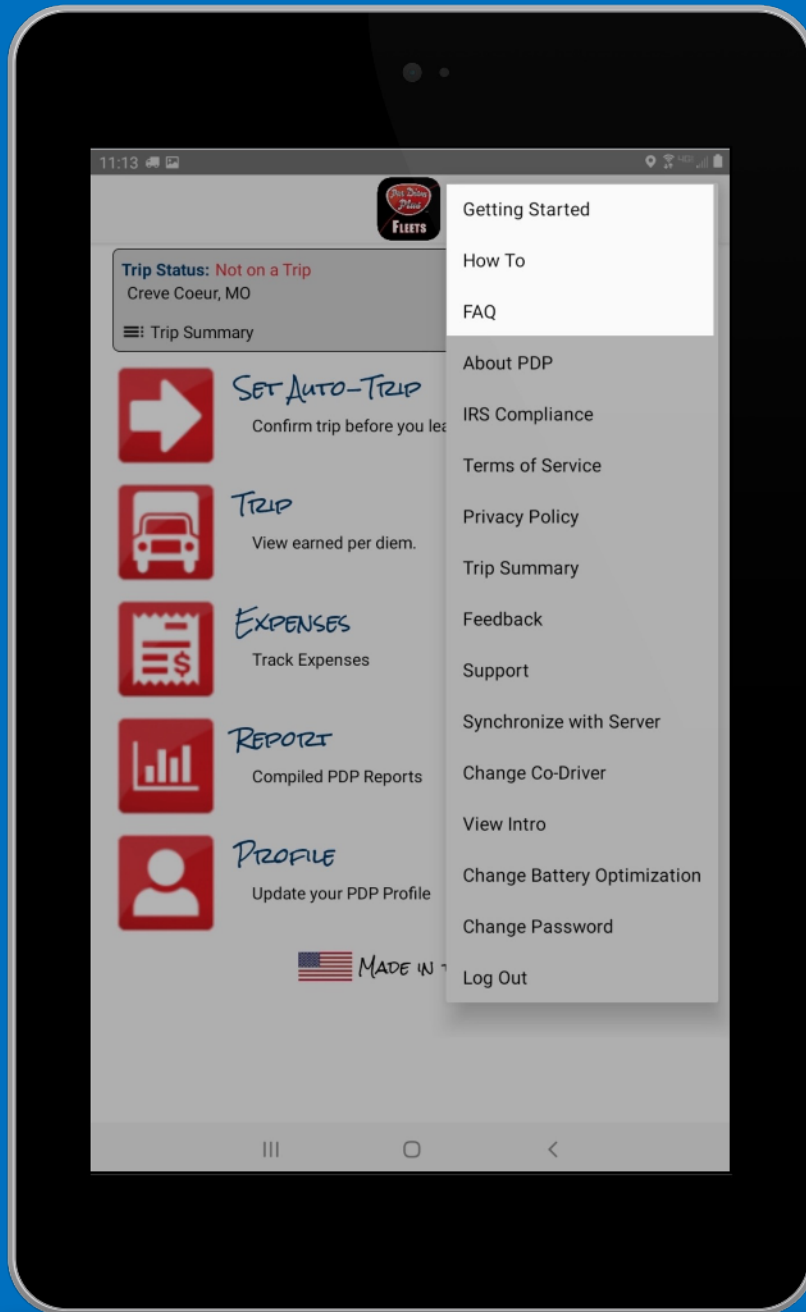 11:13
Per Diem
Plus
FLEETS
Trip Status: Not on a Trip
Creve Coeur, MO
Trip Summary
SET AUTO-TRIP
Confirm trip before you lea
TRIP
View earned per diem.
EXPENSES
Track Expenses
REPORT
Compiled PDP Reports
PROFILE
Update your PDP Profile
MADE IN
Getting Started
How To
FAQ
About PDP
IRS Compliance
Terms of Service
Privacy Policy
Trip Summary
Feedback
Support
Synchronize with Server
Change Co-Driver
View Intro
Change Battery Optimization
Change Password
Log Out